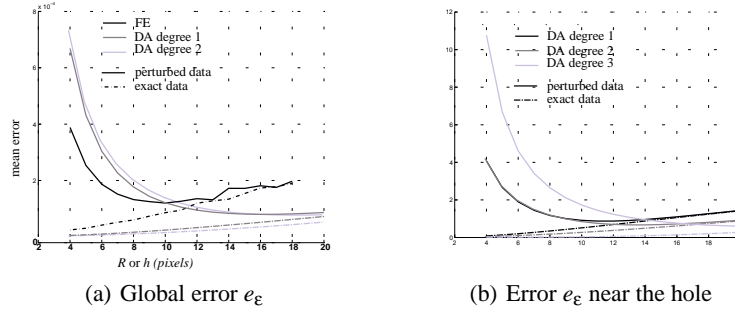 8 x 10⁻⁴
FE
DA degree 1
DA degree 2
perturbed data
exact data
6
4
2
0
mean error
2 4 6 8 10 12 14 16 18 20
R or h (pixels)
(a) Global error eε
12
DA degree 1
DA degree 2
DA degree 3
perturbed data
exact data
10
8
6
4
2
0
2 4 6 8 10 12 14 16 18
(b) Error eε near the hole